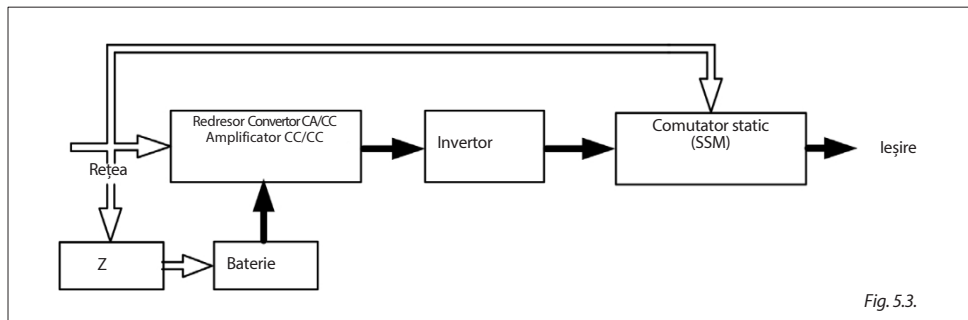 Redresor Convertor CA/CC
Amplificator CC/CC
Invertor
Comutator static
(SSM)
Ieșire
Rețea
Z
Baterie
Fig. 5.3.